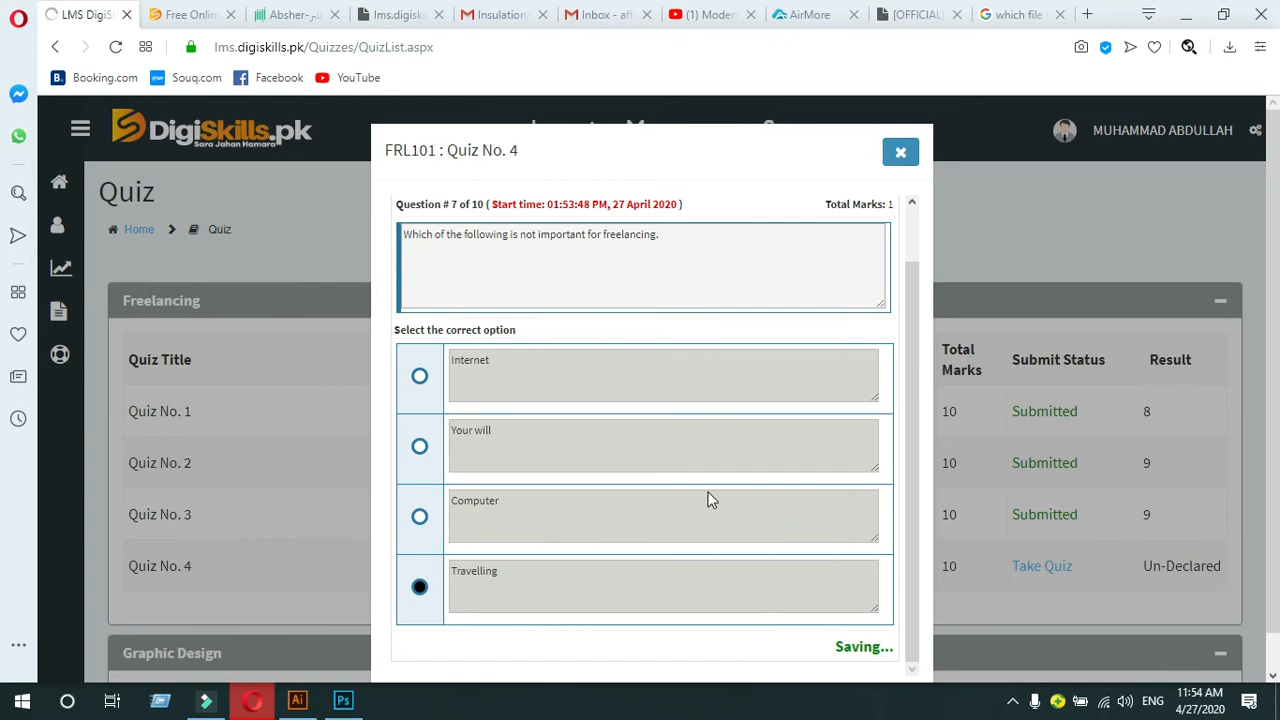 LMS DigiSk
Free Onlin
Absher-أبشر
lms.digisk
Insulation/
Inbox - aff
(1) Modern
AirMore
[OFFICIAL]
which file
lms.digiskills.pk/Quizzes/QuizList.aspx
B. Booking.com
Souq.com
Facebook
YouTube
DigiSkills.pk
Sara Jahan Hamara
MUHAMMAD ABDULLAH
Quiz
Home
Quiz
FRL101 : Quiz No. 4
Question # 7 of 10 ( Start time: 01:53:48 PM, 27 April 2020 )
Total Marks: 1
Which of the following is not important for freelancing.
Select the correct option
Internet
Your will
Computer
Travelling
Saving...
Freelancing
Quiz Title
Total Marks
Submit Status
Result
Quiz No. 1
10
Submitted
8
Quiz No. 2
10
Submitted
9
Quiz No. 3
10
Submitted
9
Quiz No. 4
10
Take Quiz
Un-Declared
Graphic Design
Ai
Ps
ENG
11:54 AM
4/27/2020